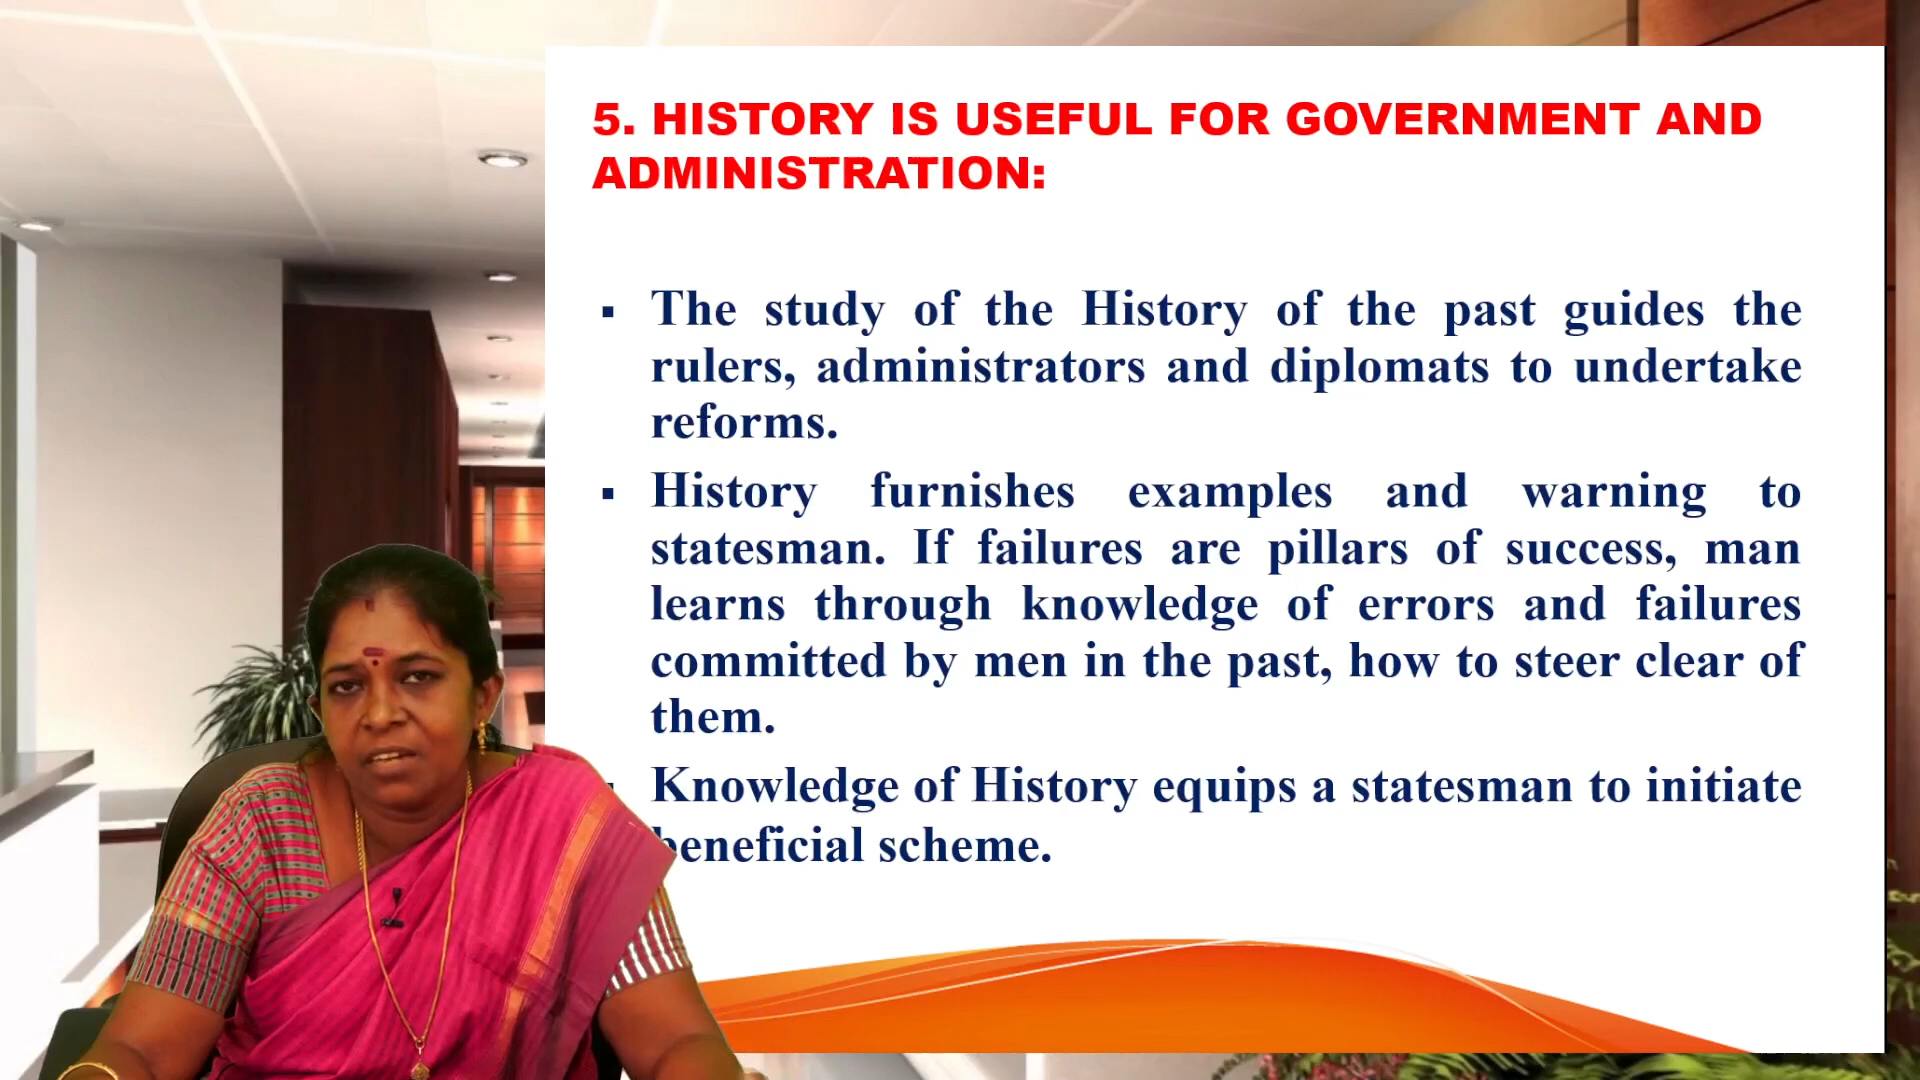 5. HISTORY IS USEFUL FOR GOVERNMENT AND
ADMINISTRATION:
▪ The study of the History of the past guides the
rulers, administrators and diplomats to undertake
reforms.
▪ History furnishes examples and warning to
statesman. If failures are pillars of success, man
learns through knowledge of errors and failures
committed by men in the past, how to steer clear of
them.
Knowledge of History equips a statesman to initiate
beneficial scheme.